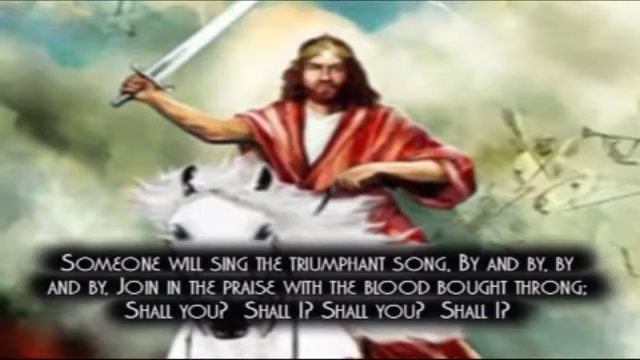 Someone will sing the triumphant song, By and by, by
and by, Join in the praise with the blood bought throng;
Shall you? Shall I? Shall you? Shall I?